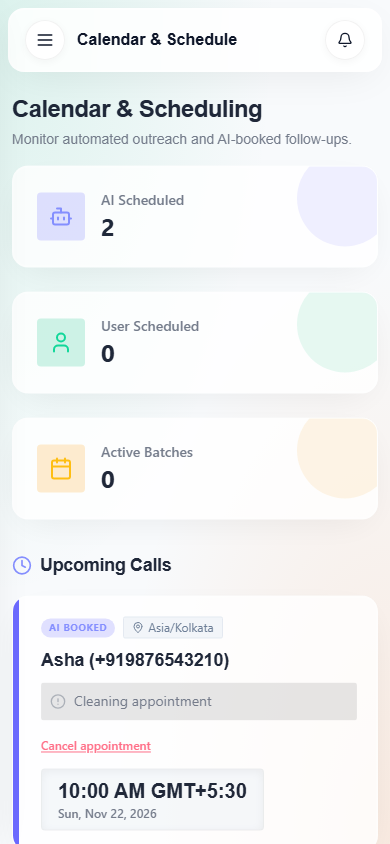 Calendar & Schedule
Calendar & Scheduling
Monitor automated outreach and AI-booked follow-ups.
AI Scheduled
2
User Scheduled
0
Active Batches
0
Upcoming Calls
AI BOOKED
Asia/Kolkata
Asha (+919876543210)
Cleaning appointment
Cancel appointment
10:00 AM GMT+5:30
Sun, Nov 22, 2026